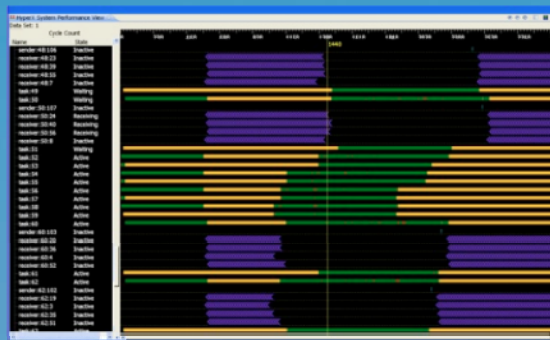 HyperX System Performance View
Data Set: 1
Cycle Count
Name State
sender:48:106 Inactive
receiver:48:23 Inactive
receiver:48:39 Inactive
receiver:48:55 Inactive
receiver:48:7 Inactive
task:49 Waiting
task:50 Waiting
sender:50:107 Inactive
receiver:50:24 Receiving
receiver:50:40 Receiving
receiver:50:56 Receiving
receiver:50:8 Inactive
task:51 Waiting
task:52 Active
task:53 Active
task:54 Active
task:55 Active
task:56 Active
task:57 Active
task:58 Active
task:59 Active
task:60 Active
sender:60:103 Inactive
receiver:60:20 Inactive
receiver:60:36 Inactive
receiver:60:4 Inactive
receiver:60:52 Inactive
task:61 Active
task:62 Active
sender:62:102 Inactive
receiver:62:19 Inactive
receiver:62:3 Inactive
receiver:62:35 Inactive
receiver:62:51 Inactive